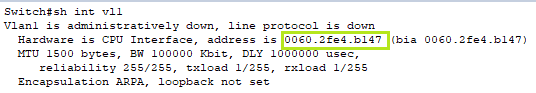 Switch#sh int vl1
Vlan1 is administratively down, line protocol is down
Hardware is CPU Interface, address is 0060.2fe4.b147 (bia 0060.2fe4.b147)
MTU 1500 bytes, BW 100000 Kbit, DLY 1000000 usec,
reliability 255/255, txload 1/255, rxload 1/255
Encapsulation ARPA, loopback not set